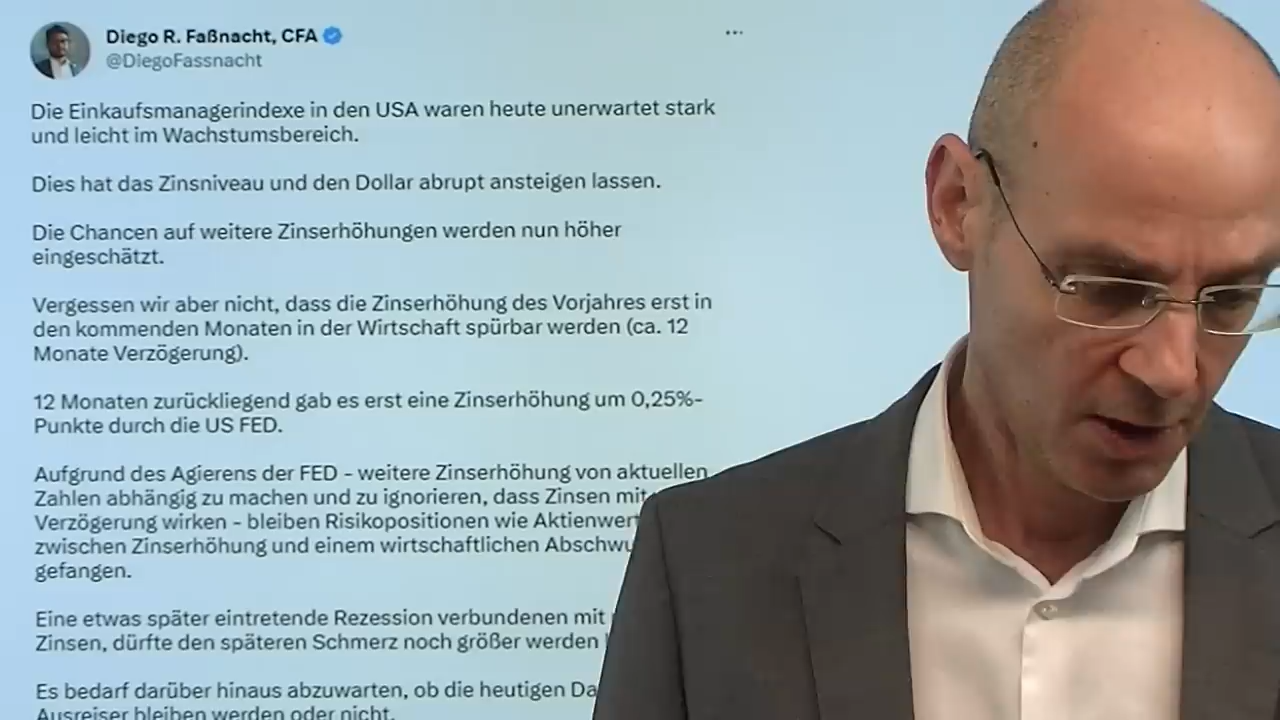 Diego R. Faßnacht, CFA
@DiegoFassnacht
Die Einkaufsmanagerindexe in den USA waren heute unerwartet stark
und leicht im Wachstumsbereich.
Dies hat das Zinsniveau und den Dollar abrupt ansteigen lassen.
Die Chancen auf weitere Zinserhöhungen werden nun höher
eingeschätzt.
Vergessen wir aber nicht, dass die Zinserhöhung des Vorjahres erst in
den kommenden Monaten in der Wirtschaft spürbar werden (ca. 12
Monate Verzögerung).
12 Monaten zurückliegend gab es erst eine Zinserhöhung um 0,25%-
Punkte durch die US FED.
Aufgrund des Agierens der FED - weitere Zinserhöhung von aktuellen
Zahlen abhängig zu machen und zu ignorieren, dass Zinsen mit
Verzögerung wirken - bleiben Risikopositionen wie
zwischen Zinserhöhung und einem wirtschaftlichen
gefangen.
Eine etwas später eintretende Rezession verbundenen mit
Zinsen, dürfte den späteren Schmerz noch größer werden
Es bedarf darüber hinaus abzuwarten, ob die heutigen
Ausreiser bleiben werden oder nicht.